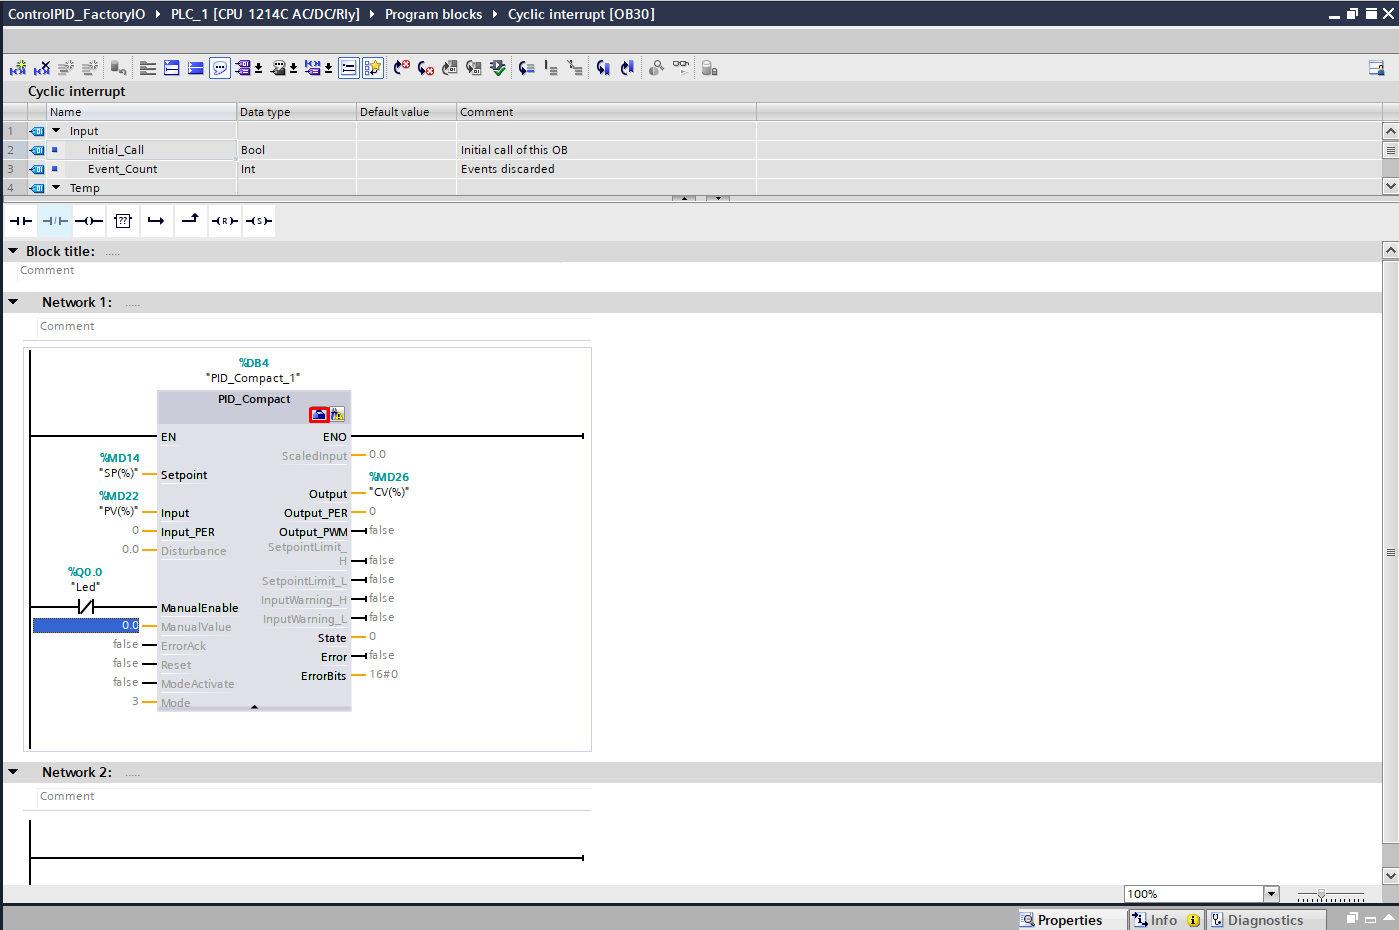 ControlPID_FactoryIO PLC_1 [CPU 1214C AC/DC/Rly] Program blocks Cyclic interrupt [OB30]
Cyclic interrupt
Name Data type Default value Comment
1 Input
2 Initial_Call Bool Initial call of this OB
3 Event_Count Int Events discarded
4 Temp
?? R S
Block title: .....
Comment
Network 1: .....
Comment
%DB4
"PID_Compact_1"
PID_Compact
EN ENO
ScaledInput 0.0
%MD14
"SP(%)" Setpoint
%MD26
Output "CV(%)"
%MD22
"PV(%)" Input
Output_PER 0
0 Input_PER
Output_PWM false
0.0 Disturbance
SetpointLimit_
H false
%Q0.0
"Led"
SetpointLimit_L false
ManualEnable
InputWarning_H false
0.0 ManualValue
InputWarning_L false
false ErrorAck
State 0
false Reset
Error false
false ModeActivate
ErrorBits 16#0
3 Mode
Network 2: .....
Comment
100%
Properties Info Diagnostics